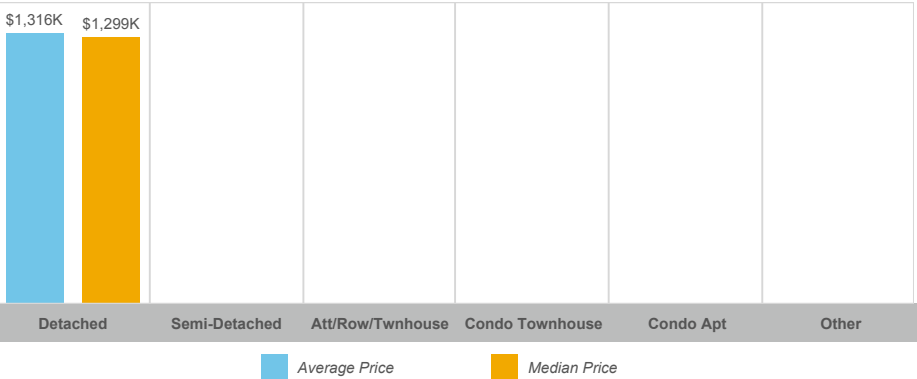 $1,316K
$1,299K
Detached Semi-Detached Att/Row/Twnhouse Condo Townhouse Condo Apt Other
Average Price Median Price